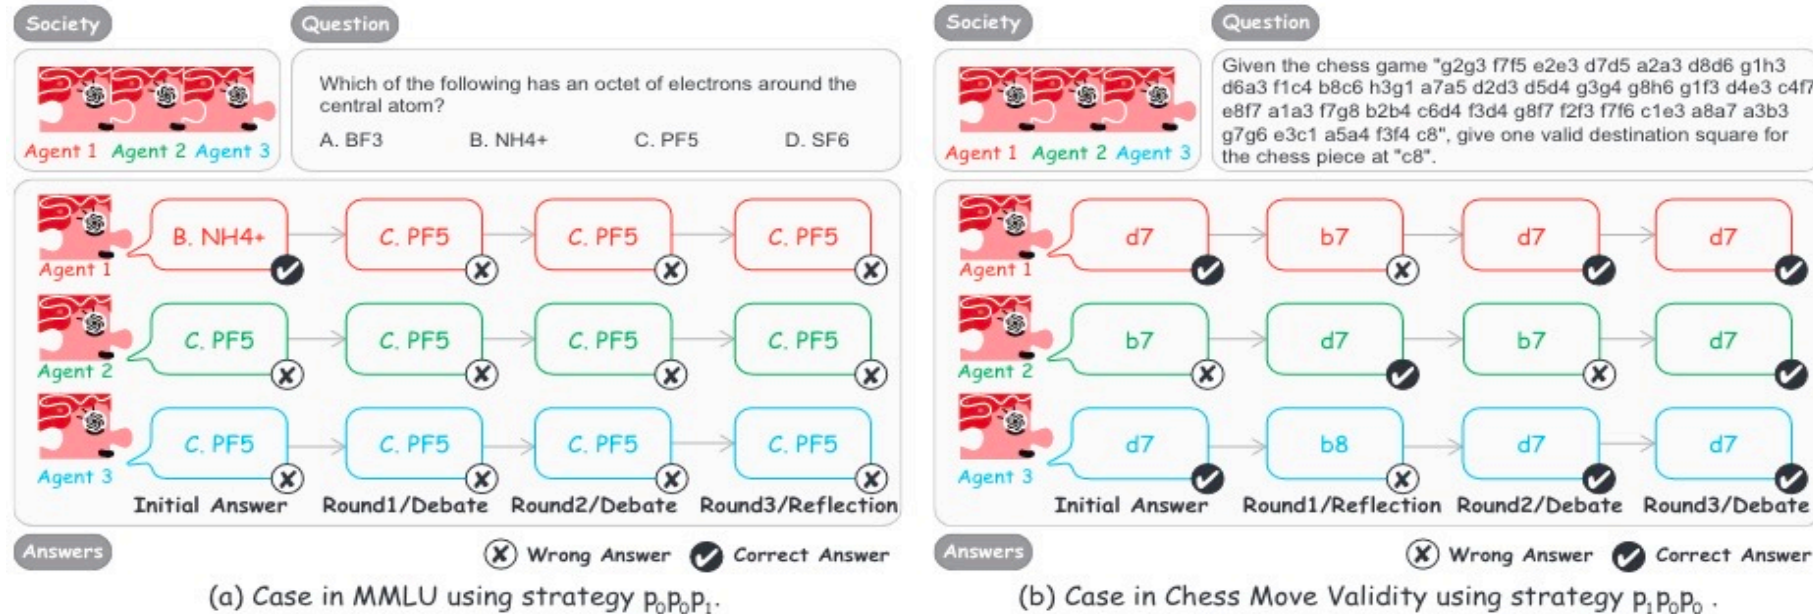 Society
Question
Which of the following has an octet of electrons around the
central atom?
A. BF3 B. NH4+ C. PF5 D. SF6
Agent 1 Agent 2 Agent 3
B. NH4+ C. PF5 C. PF5 C. PF5
Agent 1
C. PF5 C. PF5 C. PF5 C. PF5
Agent 2
C. PF5 C. PF5 C. PF5 C. PF5
Agent 3
Initial Answer Round1/Debate Round2/Debate Round3/Reflection
Answers
Wrong Answer Correct Answer
(a) Case in MMLU using strategy p₀p₀p₁.
Society
Question
Given the chess game "g2g3 f7f5 e2e3 d7d5 a2a3 d8d6 g1h3
d6a3 f1c4 b8c6 h3g1 a7a5 d2d3 d5d4 g3g4 g8h6 g1f3 d4e3 c4f7
e8f7 a1a3 f7g8 b2b4 c6d4 f3d4 g8f7 f2f3 f7f6 c1e3 a8a7 a3b3
g7g6 e3c1 a5a4 f3f4 c8", give one valid destination square for
the chess piece at "c8".
Agent 1 Agent 2 Agent 3
d7 b7 d7 d7
Agent 1
b7 d7 b7 d7
Agent 2
d7 b8 d7 d7
Agent 3
Initial Answer Round1/Reflection Round2/Debate Round3/Debate
Answers
Wrong Answer Correct Answer
(b) Case in Chess Move Validity using strategy p₁p₀p₀ .